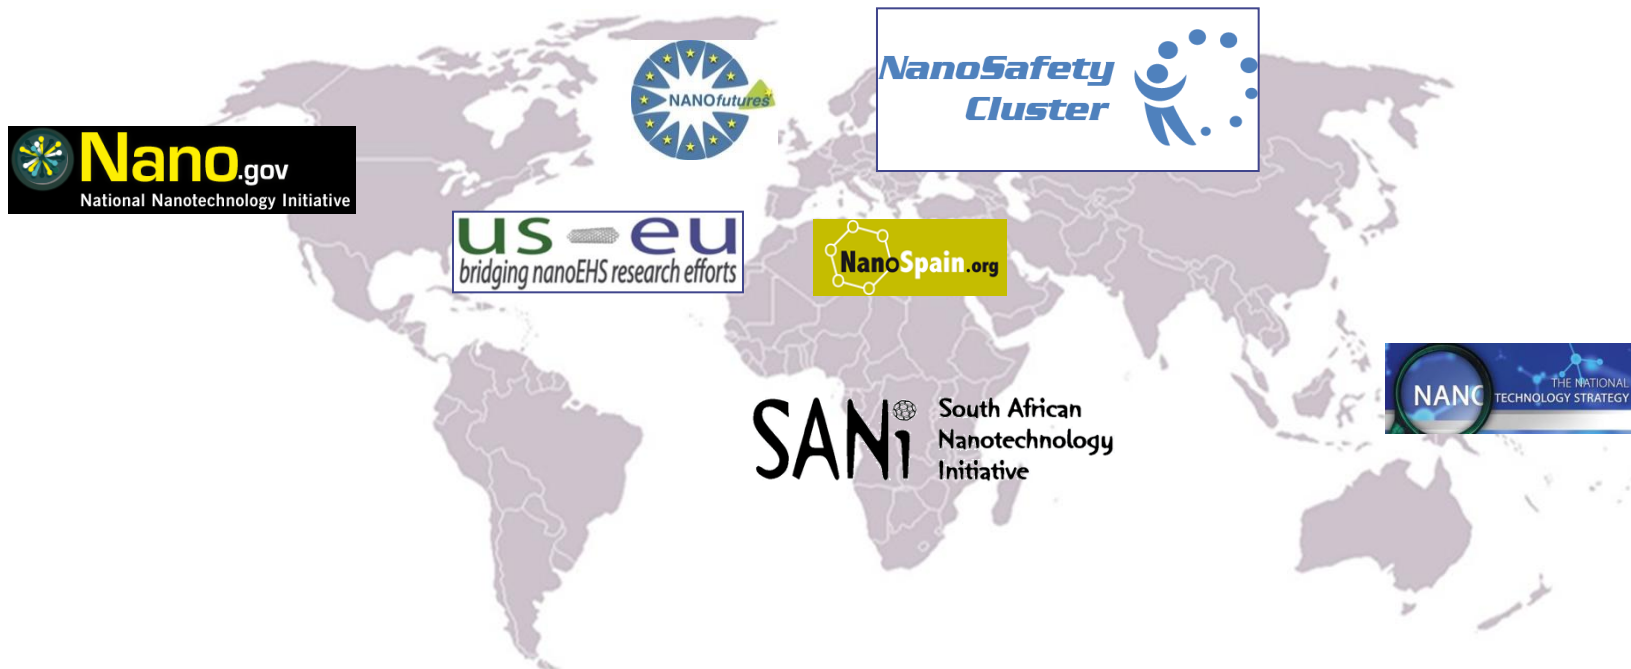 NANOfutures
NanoSafety
Cluster
Nano.gov
National Nanotechnology Initiative
us eu
bridging nanoEHS research efforts
NanoSpain.org
NANO
THE NATIONAL
TECHNOLOGY STRATEGY
SANi
South African
Nanotechnology
Initiative